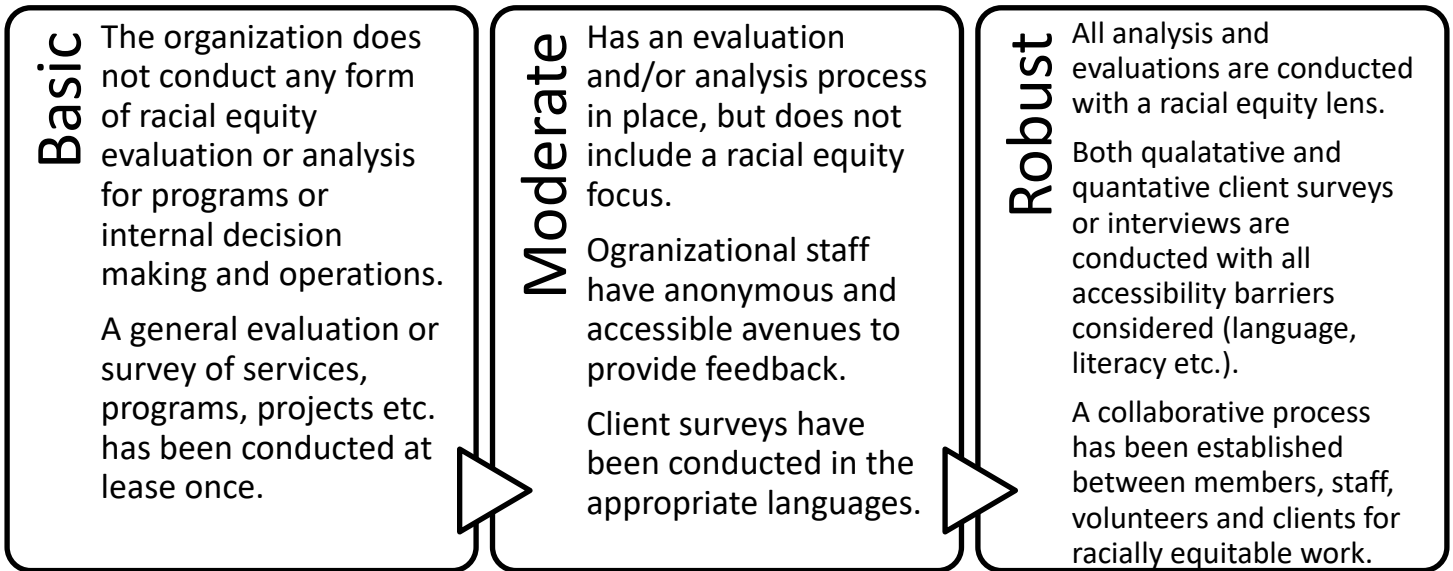 Basic
The organization does
not conduct any form
of racial equity
evaluation or analysis
for programs or
internal decision
making and operations.
A general evaluation or
survey of services,
programs, projects etc.
has been conducted at
lease once.
Moderate
Has an evaluation
and/or analysis process
in place, but does not
include a racial equity
focus.
Ogranizational staff
have anonymous and
accessible avenues to
provide feedback.
Client surveys have
been conducted in the
appropriate languages.
Robust
All analysis and
evaluations are conducted
with a racial equity lens.
Both qualatative and
quantative client surveys
or interviews are
conducted with all
accessibility barriers
considered (language,
literacy etc.).
A collaborative process
has been established
between members, staff,
volunteers and clients for
racially equitable work.